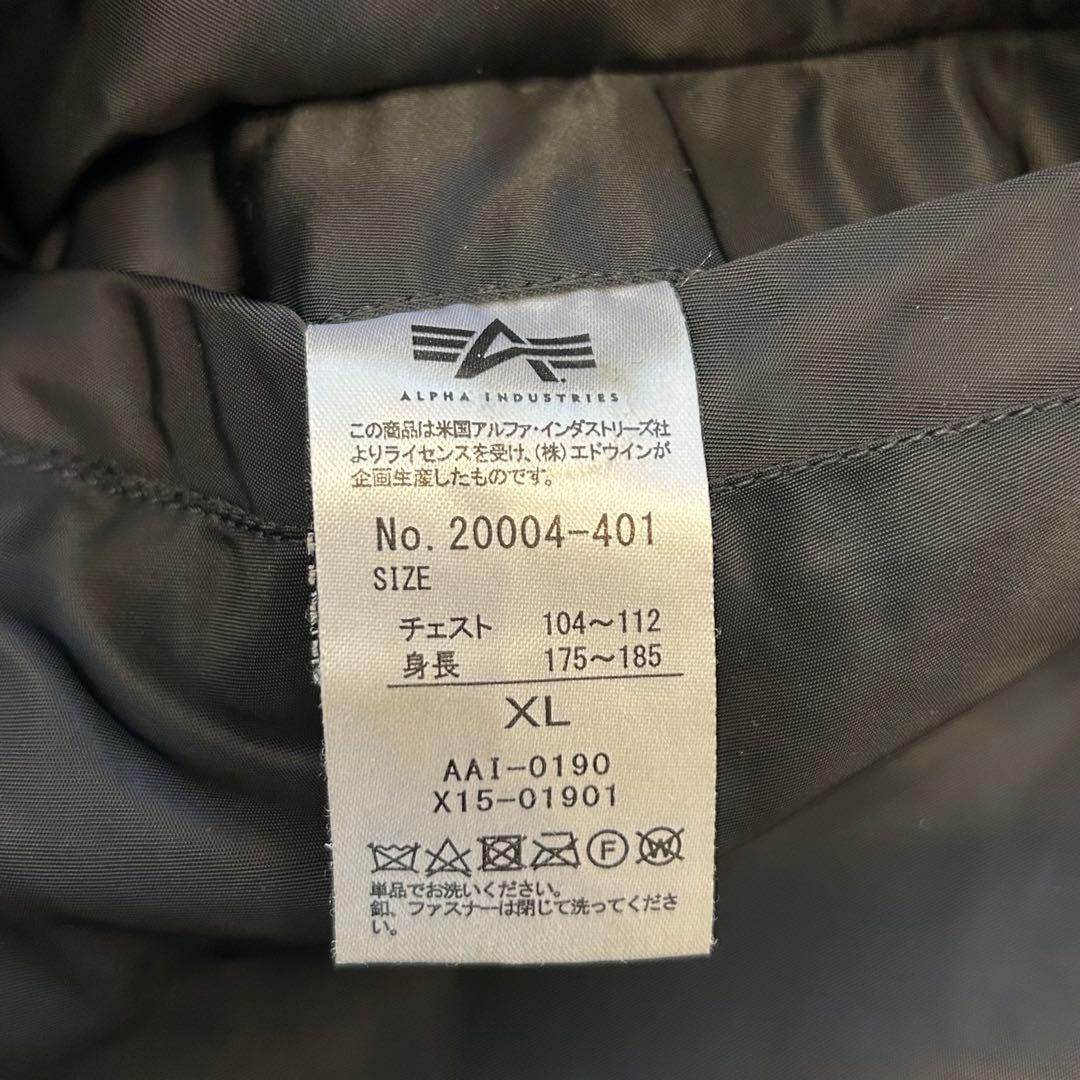 ALPHA INDUSTRIES
この商品は米国アルファ・インダストリーズ社
よりライセンスを受け、(株)エドウインが
企画生産したものです。
No. 20004-401
SIZE
チェスト 104～112
身長 175～185
XL
AAI-0190
X15-01901
F W
単品でお洗いください。
釦、ファスナーは閉じて洗ってくださ
い。